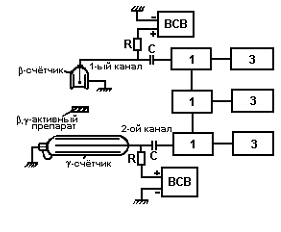 ВСВ
− +
R
C
1-ый канал
1 3
β-счётчик
1 3
β,γ-активный
препарат
2-ой канал
1 3
γ-счётчик
R
C
+ −
ВСВ